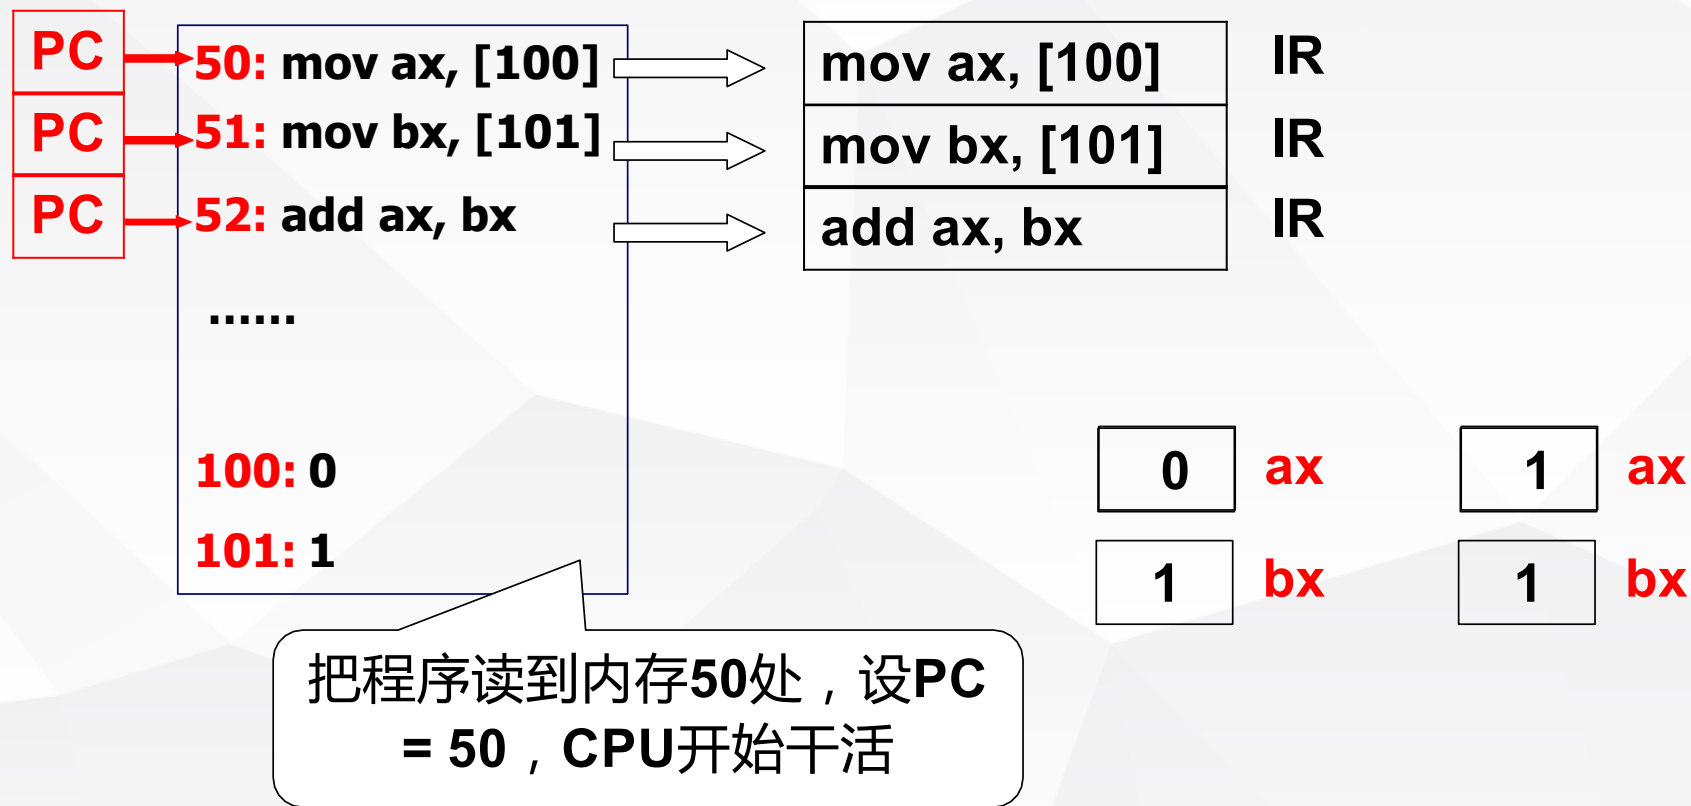 PC 50: mov ax, [100] mov ax, [100] IR
PC 51: mov bx, [101] mov bx, [101] IR
PC 52: add ax, bx add ax, bx IR
......
100: 0 0 ax 1 ax
101: 1 1 bx 1 bx
把程序读到内存50处，设PC
= 50，CPU开始干活